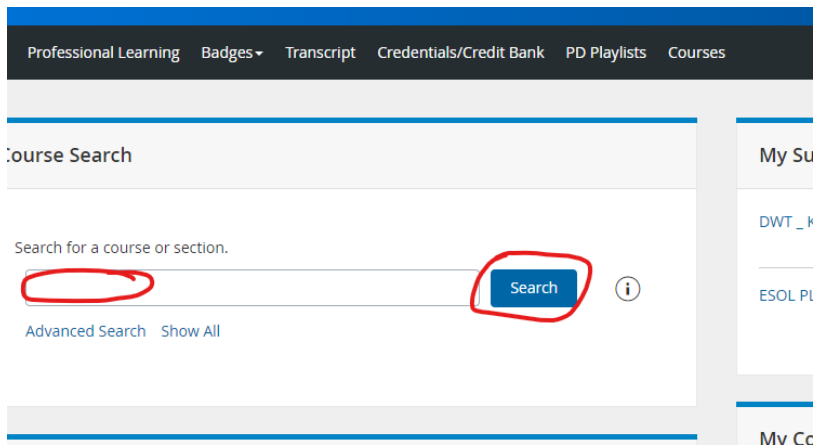 Professional Learning Badges Transcript Credentials/Credit Bank PD Playlists Courses
Course Search
Search for a course or section.
Search
Advanced Search Show All
My Su
DWT _ K
ESOL PL
My Co